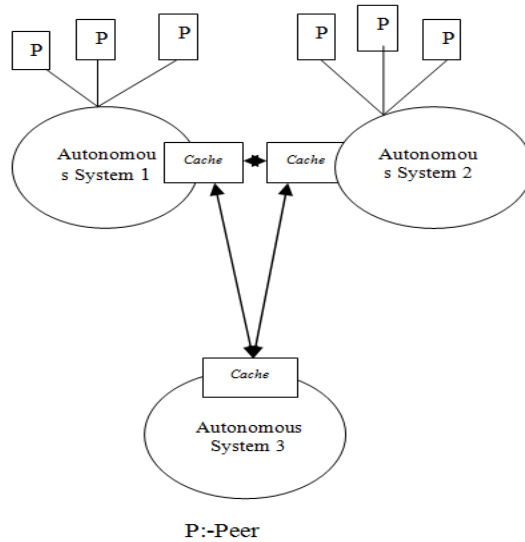 P
P
P
P
P
P
Autonomou
s System 1
Cache
Cache
Autonomou
s System 2
Cache
Autonomous
System 3
P:-Peer